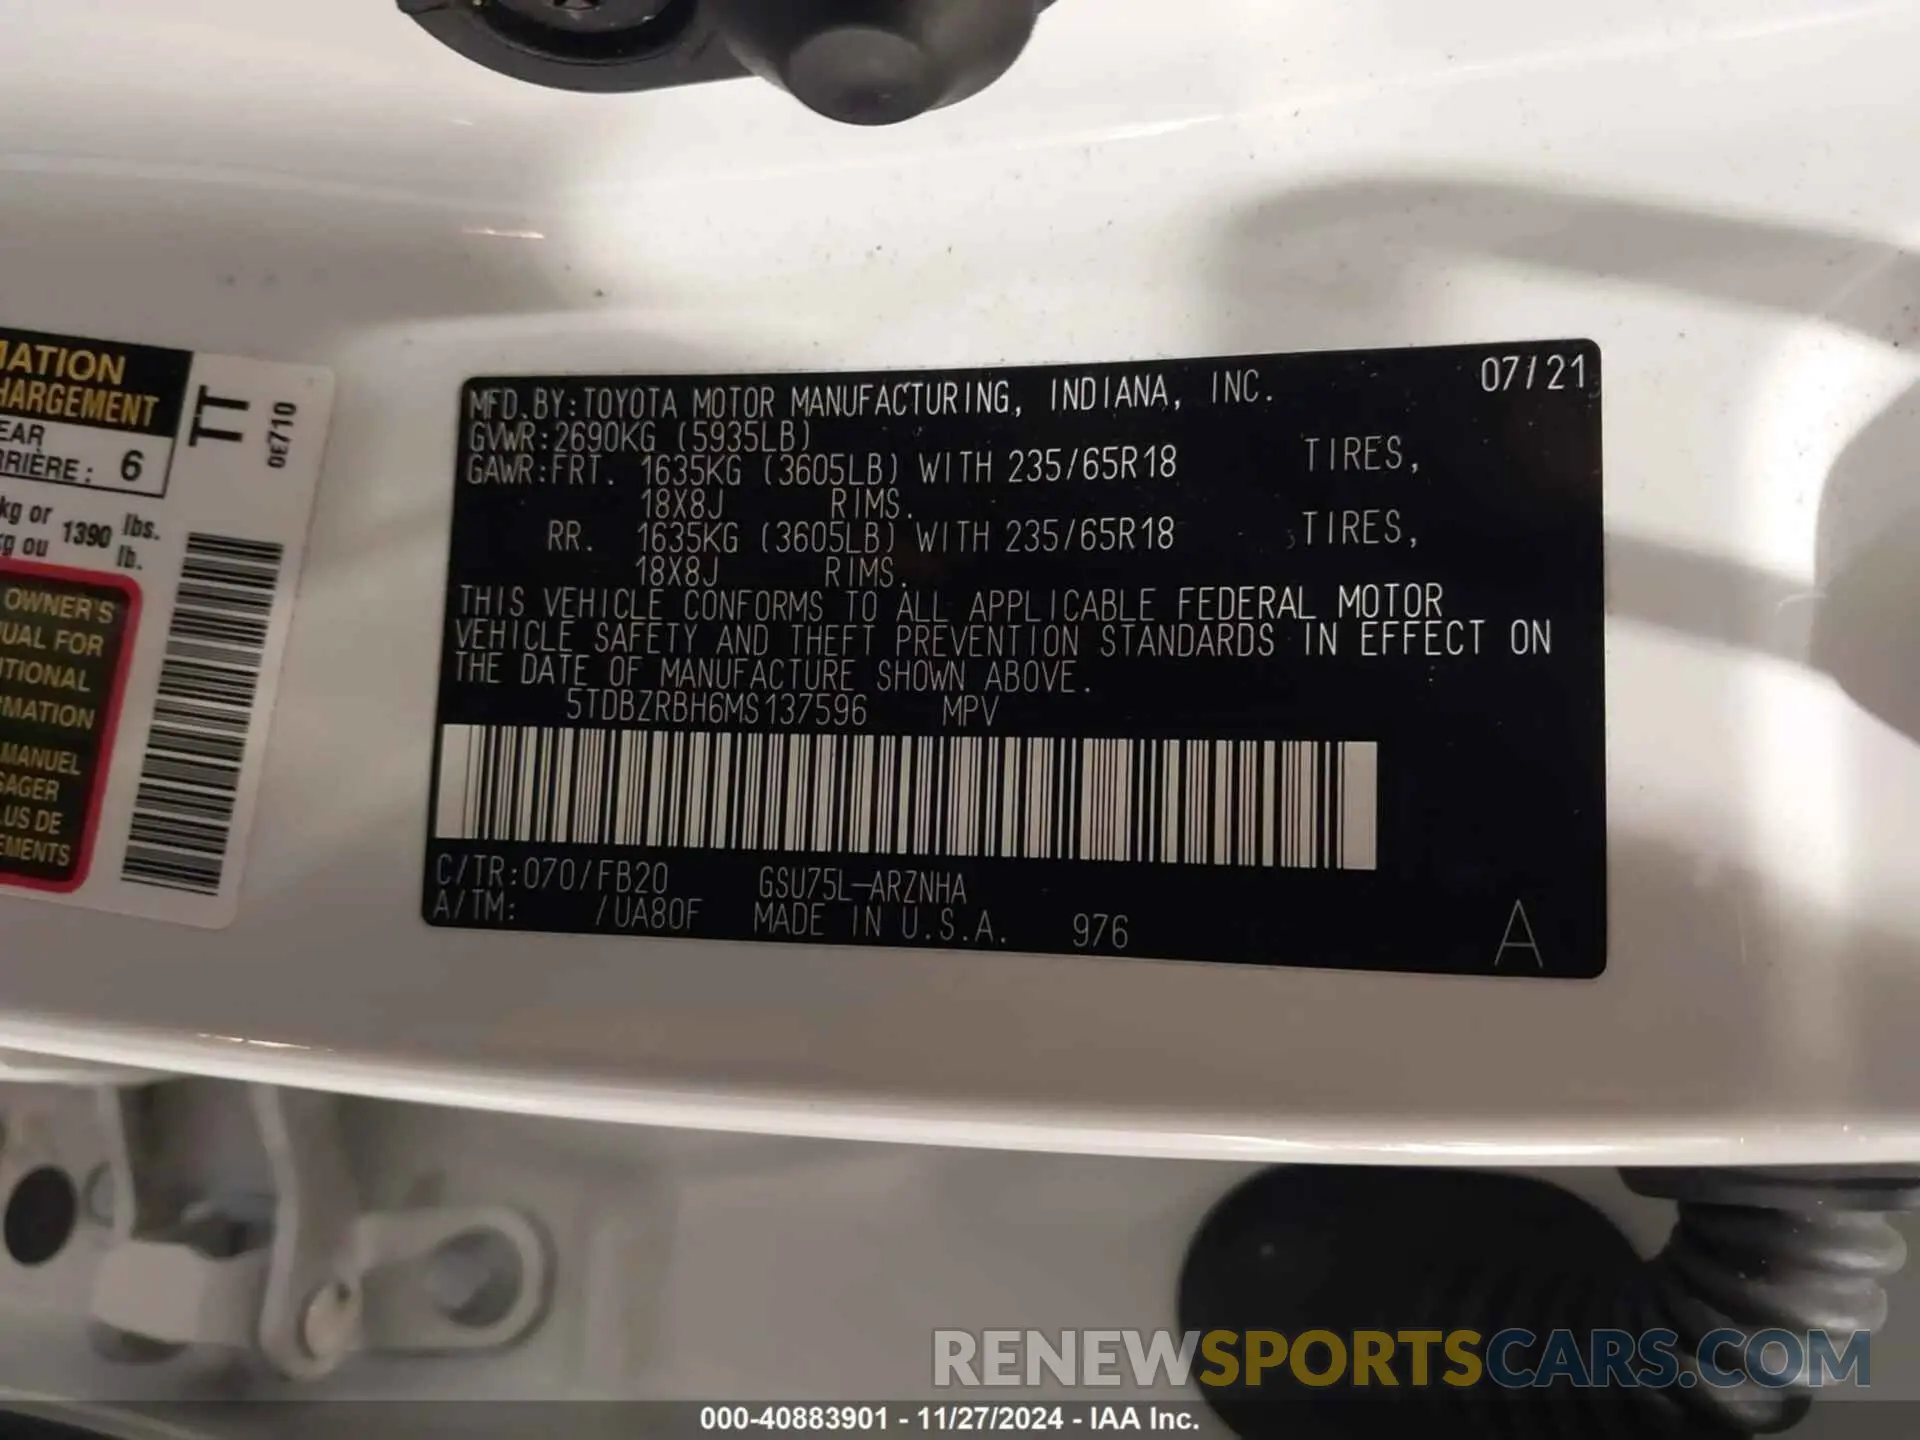 MATION
HARGEMENT
EAR
RRIÈRE: 6
kg or 1390 lbs.
kg ou lb.
OWNER'S
UAL FOR
ITIONAL
RMATION
MANUEL
SAGER
LUS DE
EMENTS
TT
0E710
07/21
MFD.BY:TOYOTA MOTOR MANUFACTURING, INDIANA, INC.
GVWR:2690KG (5935LB)
GAWR:FRT. 1635KG (3605LB) WITH 235/65R18 TIRES,
18X8J RIMS.
RR. 1635KG (3605LB) WITH 235/65R18 TIRES,
18X8J RIMS.
THIS VEHICLE CONFORMS TO ALL APPLICABLE FEDERAL MOTOR
VEHICLE SAFETY AND THEFT PREVENTION STANDARDS IN EFFECT ON
THE DATE OF MANUFACTURE SHOWN ABOVE.
5TDBZRBH6MS137596 MPV
C/TR:070/FB20 GSU75L-ARZNHA
A/TM: /UA80F MADE IN U.S.A. 976
A
RENEWSPORTSCARS.COM
000-40883901 - 11/27/2024 - IAA Inc.